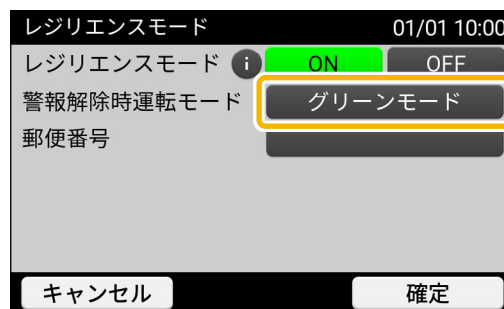 レジリエンスモード 01/01 10:00
レジリエンスモード i ON OFF
警報解除時運転モード グリーンモード
郵便番号
キャンセル 確定